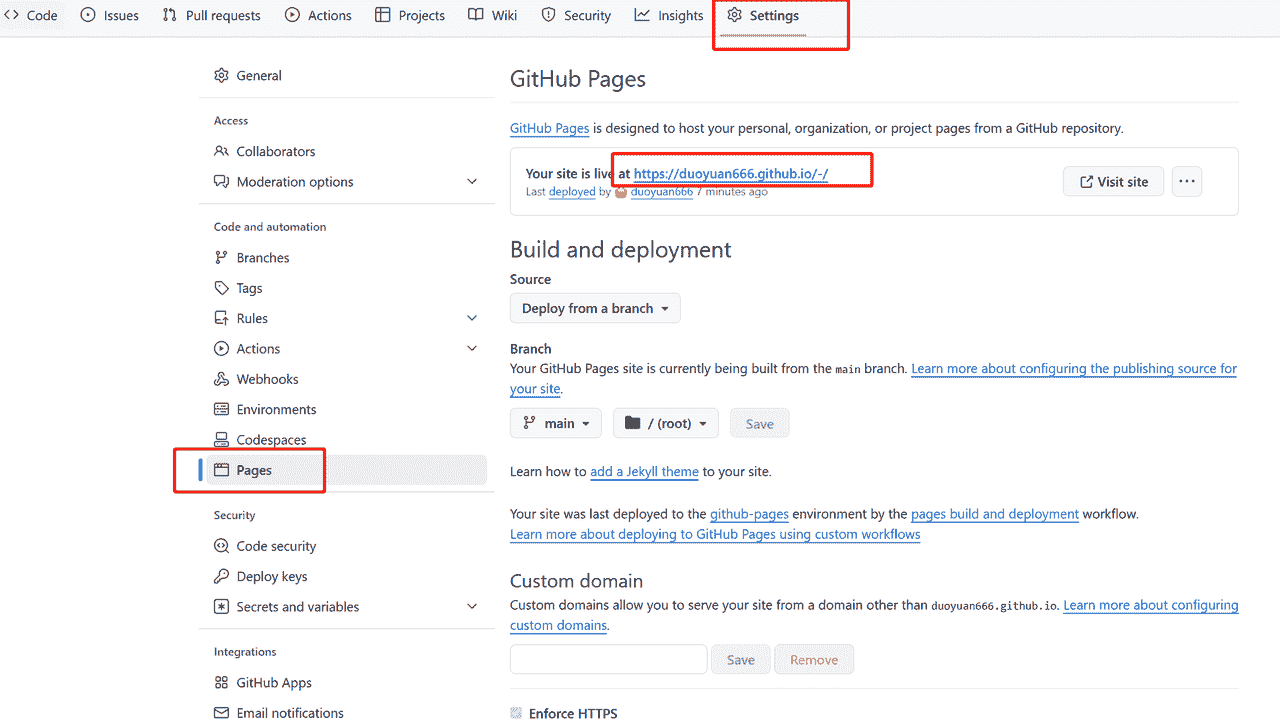 Code Issues Pull requests Actions Projects Wiki Security Insights Settings
General
Access
Collaborators
Moderation options
Code and automation
Branches
Tags
Rules
Actions
Webhooks
Environments
Codespaces
Pages
Security
Code security
Deploy keys
Secrets and variables
Integrations
GitHub Apps
Email notifications
GitHub Pages
GitHub Pages is designed to host your personal, organization, or project pages from a GitHub repository.
Your site is live at https://duoyuan666.github.io/-/
Last deployed by duoyuan666 7 minutes ago
Visit site
Build and deployment
Source
Deploy from a branch
Branch
Your GitHub Pages site is currently being built from the main branch. Learn more about configuring the publishing source for
your site.
main / (root) Save
Learn how to add a Jekyll theme to your site.
Your site was last deployed to the github-pages environment by the pages build and deployment workflow.
Learn more about deploying to GitHub Pages using custom workflows
Custom domain
Custom domains allow you to serve your site from a domain other than duoyuan666.github.io. Learn more about configuring
custom domains.
Save Remove
Enforce HTTPS